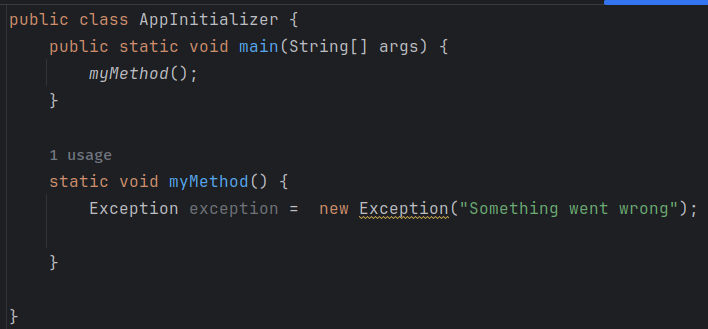 public class AppInitializer {
    public static void main(String[] args) {
        myMethod();
    }
    1 usage
    static void myMethod() {
        Exception exception =  new Exception("Something went wrong");
    }
}